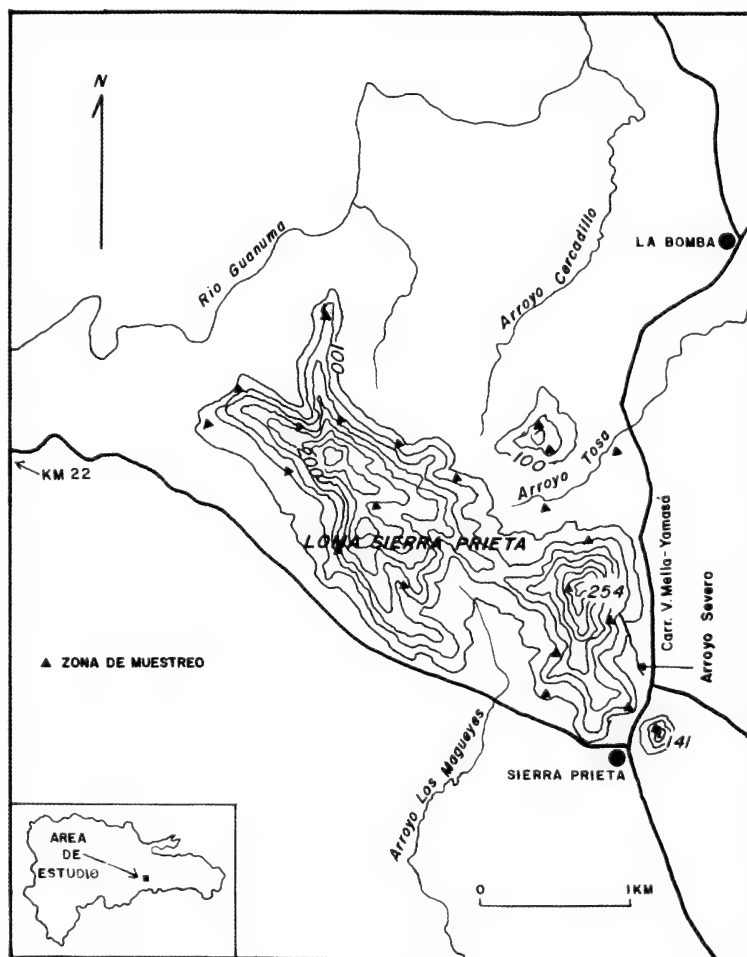 N
LA BOMBA
Rio Guanuma
Arroyo Cercadillo
100
100
Arroyo Tosa
KM 22
200
LOMA SIERRA PRIETA
254
Carr. V. Mella-Yamasá
Arroyo Severo
▲ ZONA DE MUESTREO
141
SIERRA PRIETA
Arroyo Los Magueyes
AREA
DE
ESTUDIO
0 1KM